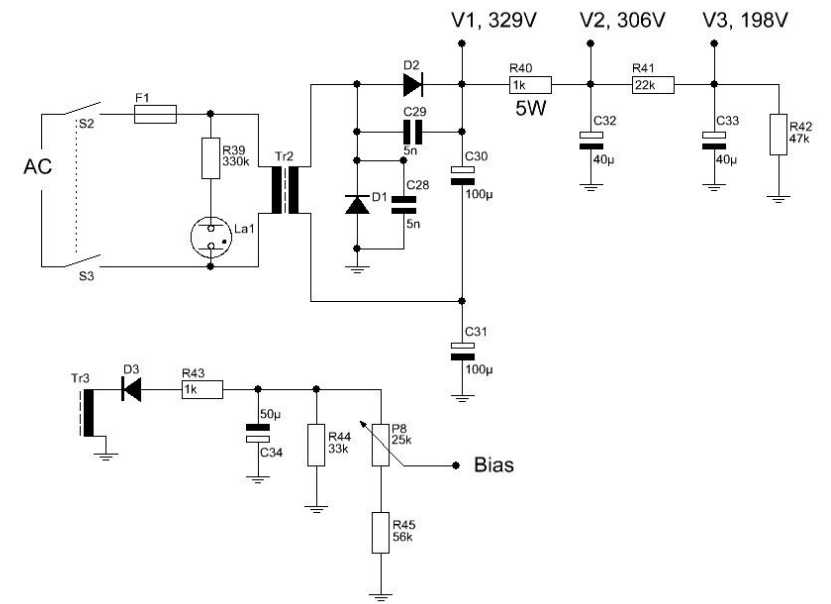 V1, 329V
V2, 306V
V3, 198V
D2
R40
1k
5W
R41
22k
F1
S2
C29
5n
C32
40µ
C33
40µ
R42
47k
R39
330k
Tr2
C30
100µ
AC
D1
C28
5n
La1
S3
C31
100µ
Tr3
D3
R43
1k
50µ
C34
R44
33k
P8
25k
Bias
R45
56k